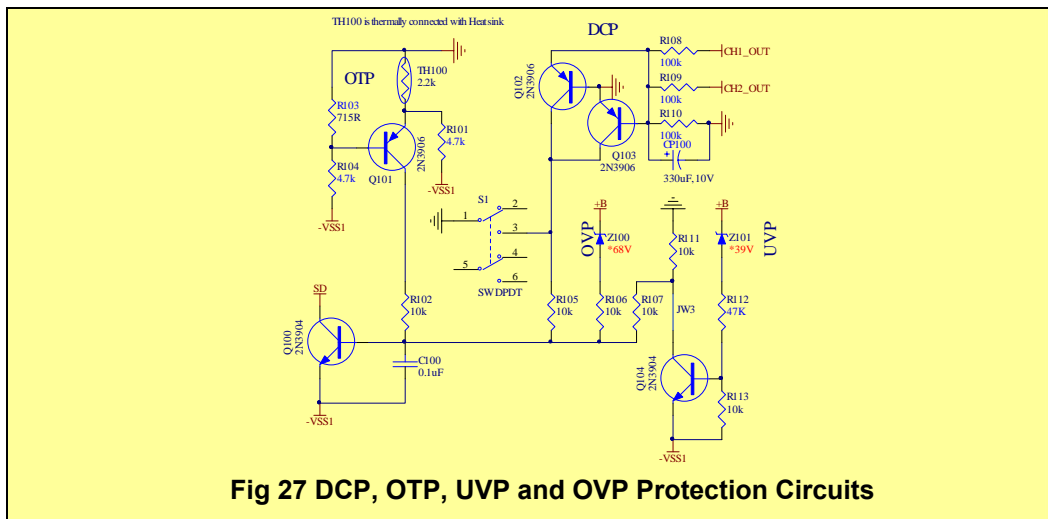 TH100 is thermally connected with Heat sink
DCP
OTP
TH100
2.2k
R103
715R
R104
4.7k
-VSS1
Q101
2N3906
R101
4.7k
-VSS1
Q102
2N3906
Q103
2N3906
R108
100k
CH1_OUT
R109
100k
CH2_OUT
R110
100k
CP100
+
330uF, 10V
S1
1
2
3
4
5
6
SWDPDT
+B
OVP
Z100
*68V
R111
10k
+B
Z101
*39V
UVP
SD
R102
10k
R105
10k
R106
10k
R107
10k
JW3
R112
47K
Q100
2N3904
C100
0.1uF
-VSS1
Q104
2N3904
R113
10k
-VSS1
Fig 27 DCP, OTP, UVP and OVP Protection Circuits